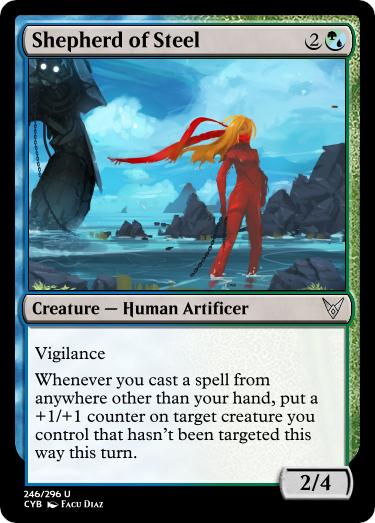 Shepherd of Steel 2
Creature — Human Artificer
Vigilance
Whenever you cast a spell from
anywhere other than your hand, put a
+1/+1 counter on target creature you
control that hasn't been targeted this
way this turn.
2/4
246/296 U
CYB Facu Diaz